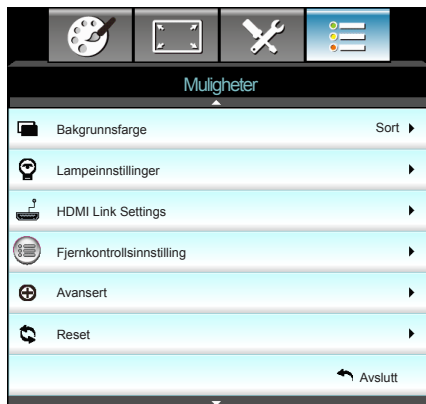 Muligheter
Bakgrunnsfarge Sort
Lampeinnstillinger
HDMI Link Settings
Fjernkontrollsinnstilling
Avansert
Reset
Avslutt